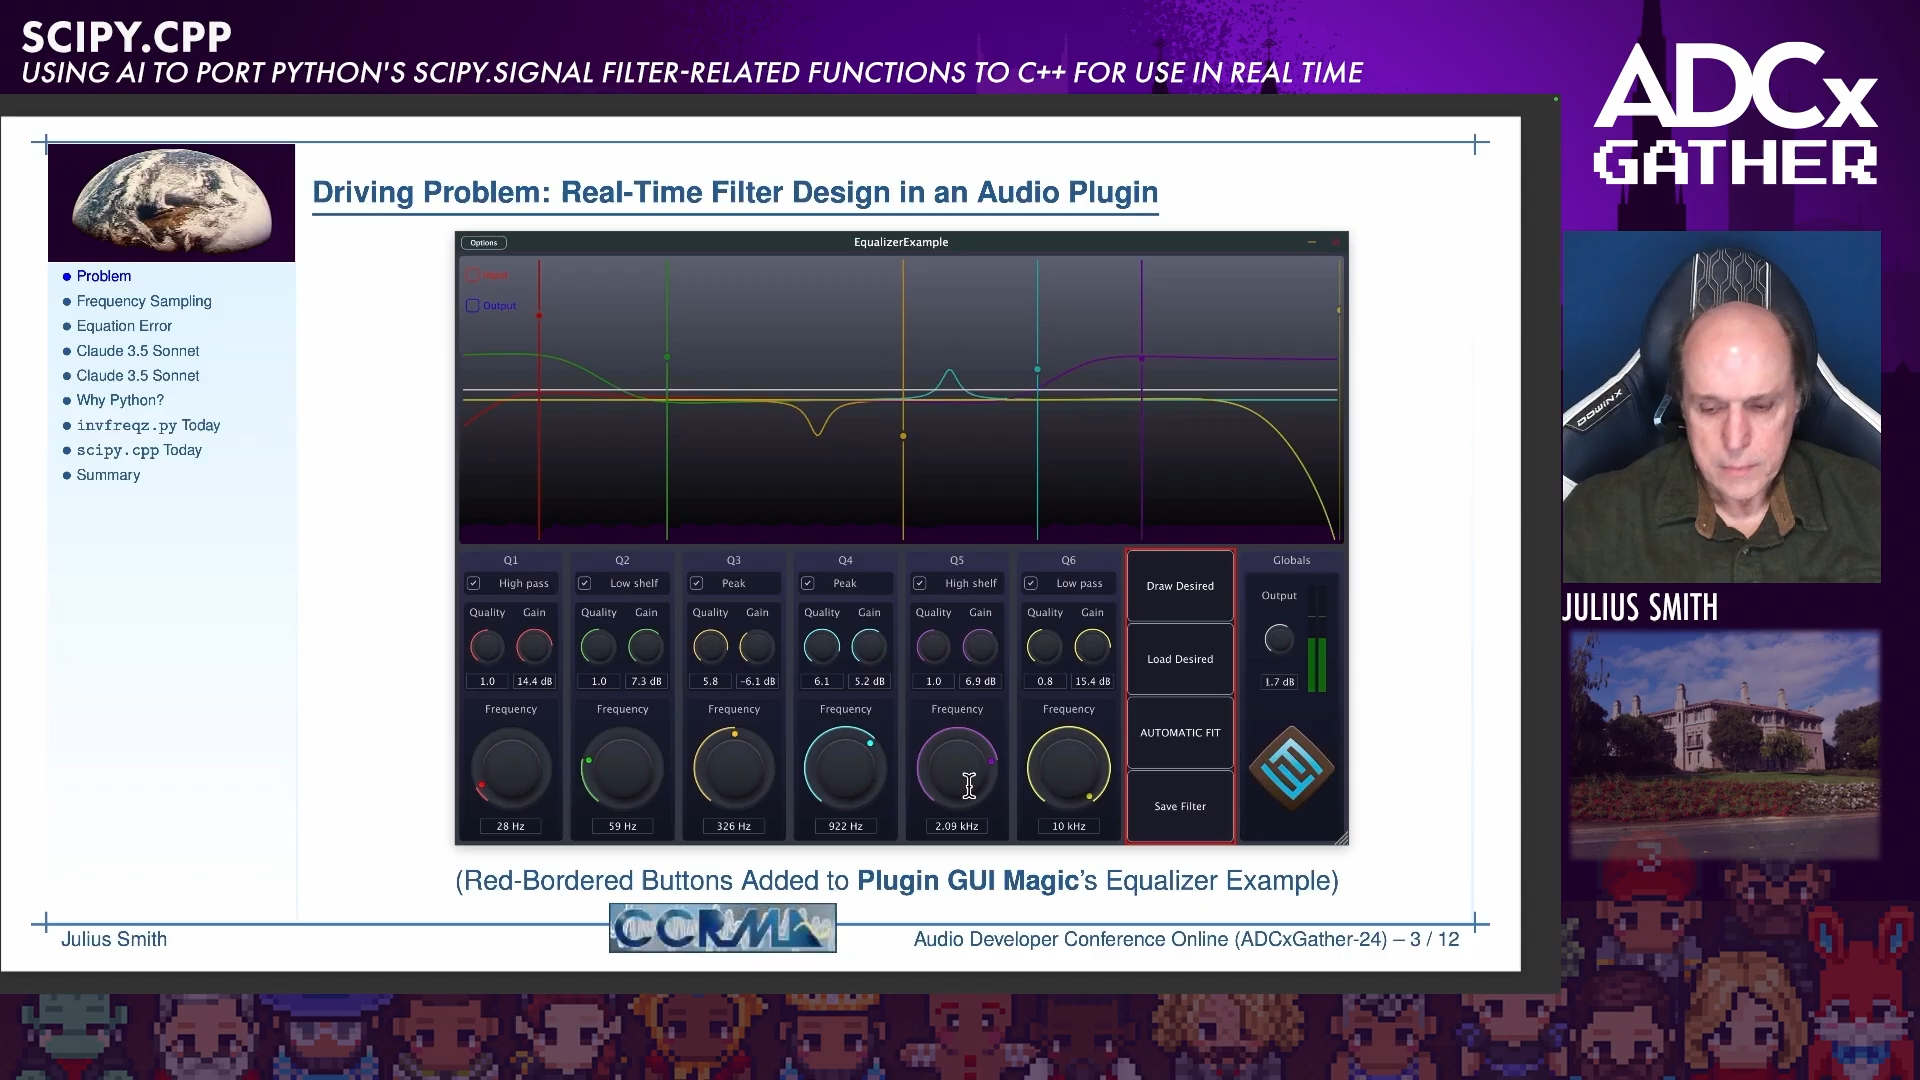 SCIPY.CPP
USING AI TO PORT PYTHON'S SCIPY.SIGNAL FILTER-RELATED FUNCTIONS TO C++ FOR USE IN REAL TIME
ADCx
GATHER
Driving Problem: Real-Time Filter Design in an Audio Plugin
Problem
Frequency Sampling
Equation Error
Claude 3.5 Sonnet
Claude 3.5 Sonnet
Why Python?
invfreqz.py Today
scipy.cpp Today
Summary
Options
EqualizerExample
Input
Output
Q1 Q2 Q3 Q4 Q5 Q6 Globals
High pass Low shelf Peak Peak High shelf Low pass
Quality Gain Quality Gain Quality Gain Quality Gain Quality Gain Quality Gain
1.0 14.4 dB 1.0 7.3 dB 5.8 -6.1 dB 6.1 5.2 dB 1.0 6.9 dB 0.8 15.4 dB
Frequency Frequency Frequency Frequency Frequency Frequency
28 Hz 59 Hz 326 Hz 922 Hz 2.09 kHz 10 kHz
Draw Desired
Load Desired
AUTOMATIC FIT
Save Filter
Output
1.7 dB
(Red-Bordered Buttons Added to Plugin GUI Magic's Equalizer Example)
Julius Smith
CCRMA
Audio Developer Conference Online (ADCxGather-24) – 3 / 12
DOWINX
JULIUS SMITH